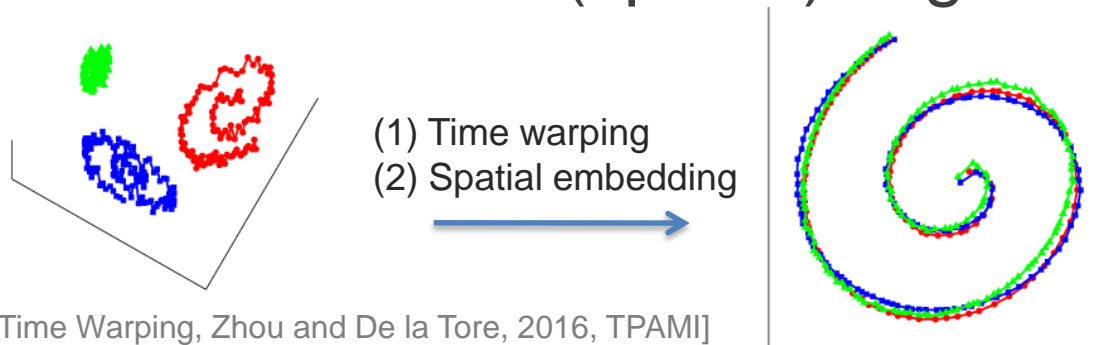 (1) Time warping
(2) Spatial embedding
Time Warping, Zhou and De la Tore, 2016, TPAMI]